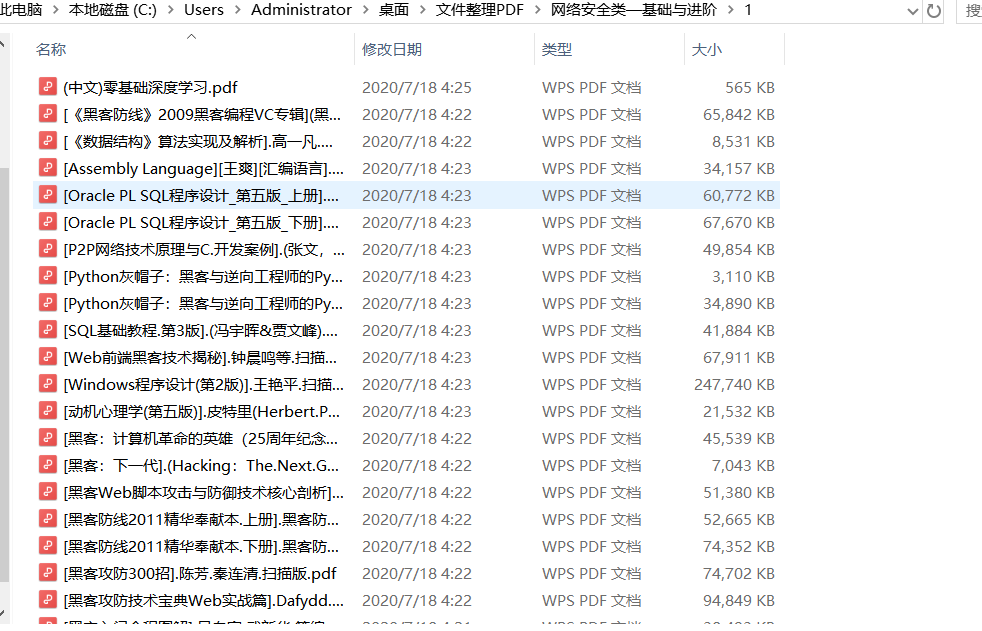 此电脑 > 本地磁盘 (C:) > Users > Administrator > 桌面 > 文件整理PDF > 网络安全类—基础与进阶 > 1
名称 修改日期 类型 大小
(中文)零基础深度学习.pdf 2020/7/18 4:25 WPS PDF 文档 565 KB
[《黑客防线》2009黑客编程VC专辑](黑... 2020/7/18 4:22 WPS PDF 文档 65,842 KB
[《数据结构》算法实现及解析].高一凡.... 2020/7/18 4:22 WPS PDF 文档 8,531 KB
[Assembly Language][王爽][汇编语言].... 2020/7/18 4:23 WPS PDF 文档 34,157 KB
[Oracle PL SQL程序设计_第五版_上册].... 2020/7/18 4:23 WPS PDF 文档 60,772 KB
[Oracle PL SQL程序设计_第五版_下册].... 2020/7/18 4:23 WPS PDF 文档 67,670 KB
[P2P网络技术原理与C.开发案例].(张文，... 2020/7/18 4:23 WPS PDF 文档 49,854 KB
[Python灰帽子：黑客与逆向工程师的Py... 2020/7/18 4:23 WPS PDF 文档 3,110 KB
[Python灰帽子：黑客与逆向工程师的Py... 2020/7/18 4:23 WPS PDF 文档 34,890 KB
[SQL基础教程.第3版].(冯宇晖&贾文峰).... 2020/7/18 4:23 WPS PDF 文档 41,884 KB
[Web前端黑客技术揭秘].钟晨鸣等.扫描... 2020/7/18 4:23 WPS PDF 文档 67,911 KB
[Windows程序设计(第2版)].王艳平.扫描... 2020/7/18 4:23 WPS PDF 文档 247,740 KB
[动机心理学(第五版)].皮特里(Herbert.P... 2020/7/18 4:23 WPS PDF 文档 21,532 KB
[黑客：计算机革命的英雄（25周年纪念... 2020/7/18 4:22 WPS PDF 文档 45,539 KB
[黑客：下一代].(Hacking：The.Next.G... 2020/7/18 4:22 WPS PDF 文档 7,043 KB
[黑客Web脚本攻击与防御技术核心剖析]... 2020/7/18 4:22 WPS PDF 文档 51,380 KB
[黑客防线2011精华奉献本.上册].黑客防... 2020/7/18 4:22 WPS PDF 文档 52,665 KB
[黑客防线2011精华奉献本.下册].黑客防... 2020/7/18 4:22 WPS PDF 文档 74,352 KB
[黑客攻防300招].陈芳.秦连清.扫描版.pdf 2020/7/18 4:22 WPS PDF 文档 74,702 KB
[黑客攻防技术宝典Web实战篇].Dafydd.... 2020/7/18 4:22 WPS PDF 文档 94,849 KB